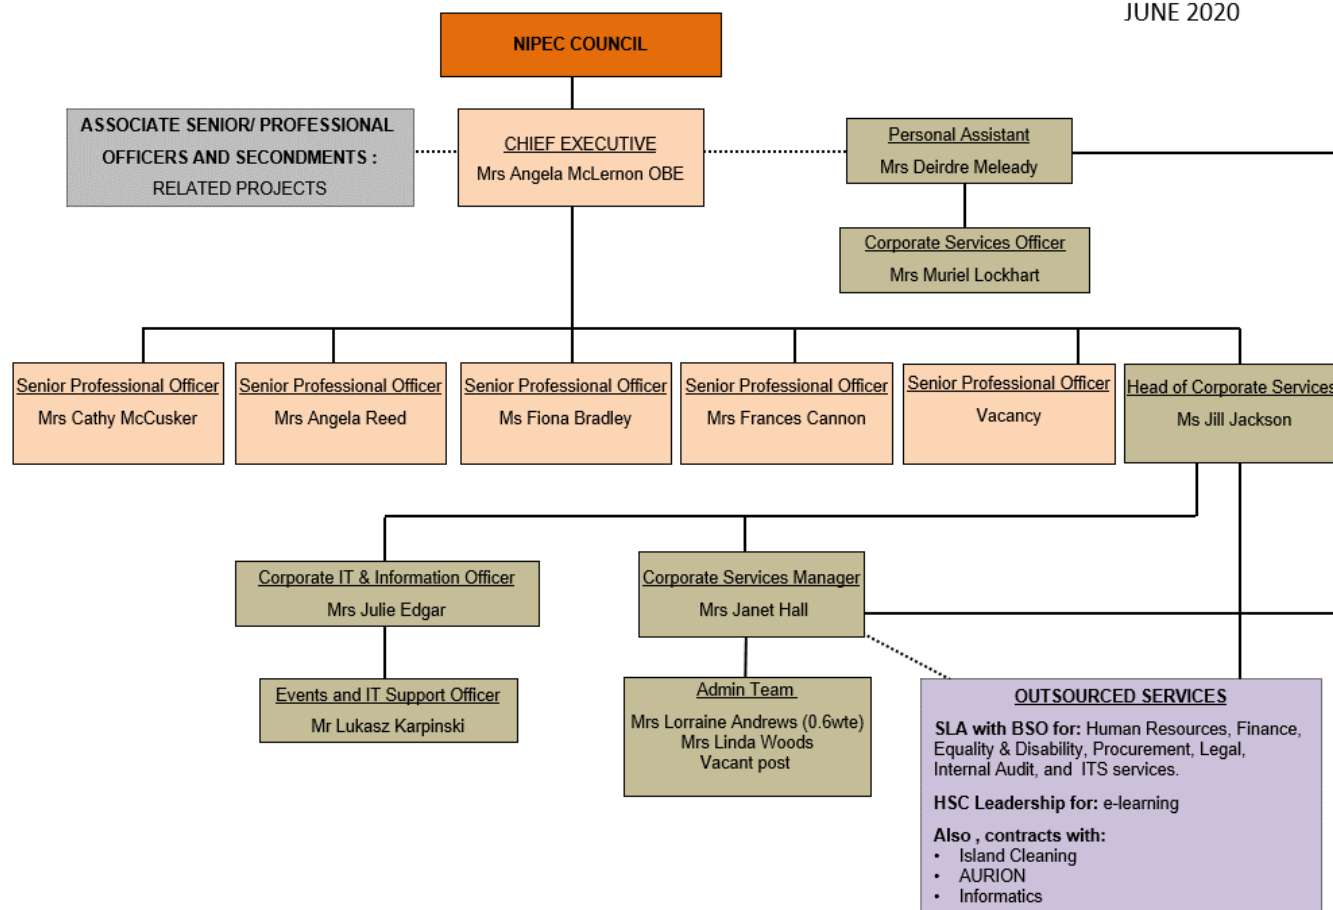 JUNE 2020
NIPEC COUNCIL
ASSOCIATE SENIOR/ PROFESSIONAL
OFFICERS AND SECONDMENTS :
RELATED PROJECTS
CHIEF EXECUTIVE
Mrs Angela McLernon OBE
Personal Assistant
Mrs Deirdre Meleady
Corporate Services Officer
Mrs Muriel Lockhart
Senior Professional Officer
Mrs Cathy McCusker
Senior Professional Officer
Mrs Angela Reed
Senior Professional Officer
Ms Fiona Bradley
Senior Professional Officer
Mrs Frances Cannon
Senior Professional Officer
Vacancy
Head of Corporate Services
Ms Jill Jackson
Corporate IT & Information Officer
Mrs Julie Edgar
Corporate Services Manager
Mrs Janet Hall
Events and IT Support Officer
Mr Lukasz Karpinski
Admin Team
Mrs Lorraine Andrews (0.6wte)
Mrs Linda Woods
Vacant post
OUTSOURCED SERVICES
SLA with BSO for: Human Resources, Finance,
Equality & Disability, Procurement, Legal,
Internal Audit, and ITS services.
HSC Leadership for: e-learning
Also , contracts with:
• Island Cleaning
• AURION
• Informatics